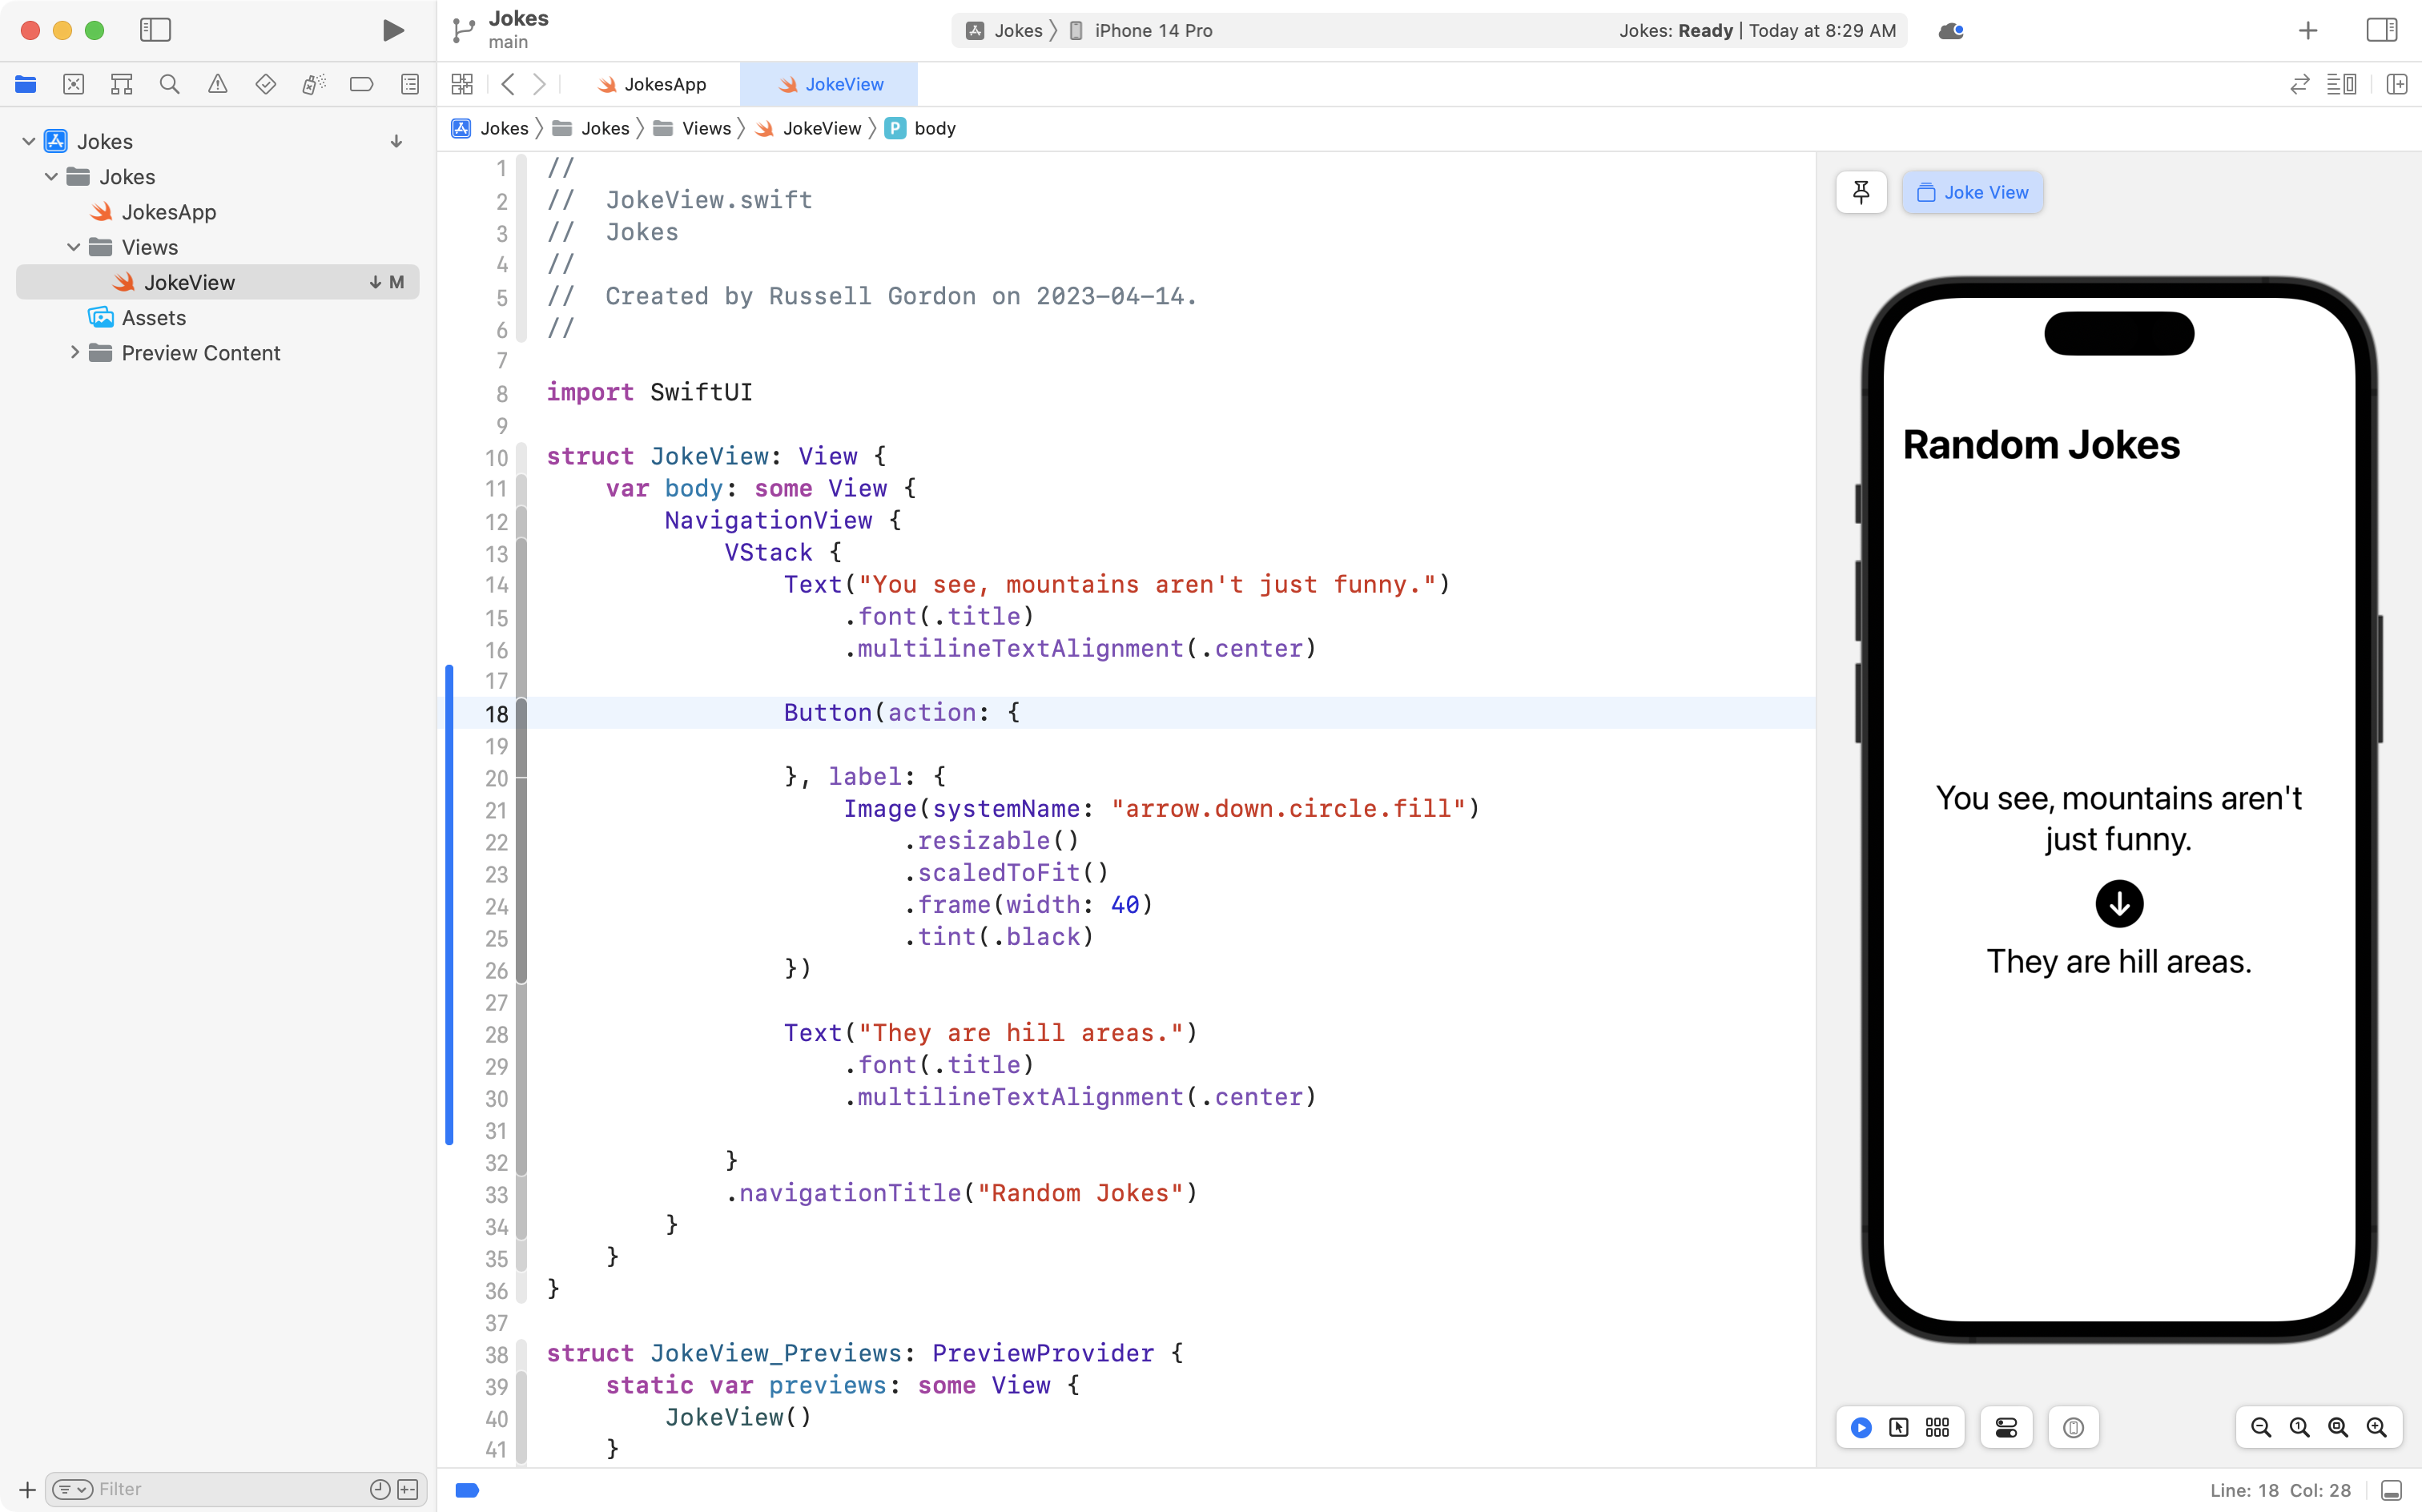 Jokes
main
Jokes 〉 iPhone 14 Pro
Jokes: Ready | Today at 8:29 AM
JokesApp
JokeView
Jokes 〉 Jokes 〉 Views 〉 JokeView 〉 P body
Jokes
Jokes
JokesApp
Views
JokeView M
Assets
Preview Content
Filter
1 //
2 //  JokeView.swift
3 //  Jokes
4 //
5 //  Created by Russell Gordon on 2023-04-14.
6 //
7
8 import SwiftUI
9
10 struct JokeView: View {
11     var body: some View {
12         NavigationView {
13             VStack {
14                 Text("You see, mountains aren't just funny.")
15                     .font(.title)
16                     .multilineTextAlignment(.center)
17
18                 Button(action: {
19
20                 }, label: {
21                     Image(systemName: "arrow.down.circle.fill")
22                         .resizable()
23                         .scaledToFit()
24                         .frame(width: 40)
25                         .tint(.black)
26                 })
27
28                 Text("They are hill areas.")
29                     .font(.title)
30                     .multilineTextAlignment(.center)
31
32             }
33             .navigationTitle("Random Jokes")
34         }
35     }
36 }
37
38 struct JokeView_Previews: PreviewProvider {
39     static var previews: some View {
40         JokeView()
41     }
Joke View
Random Jokes
You see, mountains aren't
just funny.
They are hill areas.
Line: 18  Col: 28